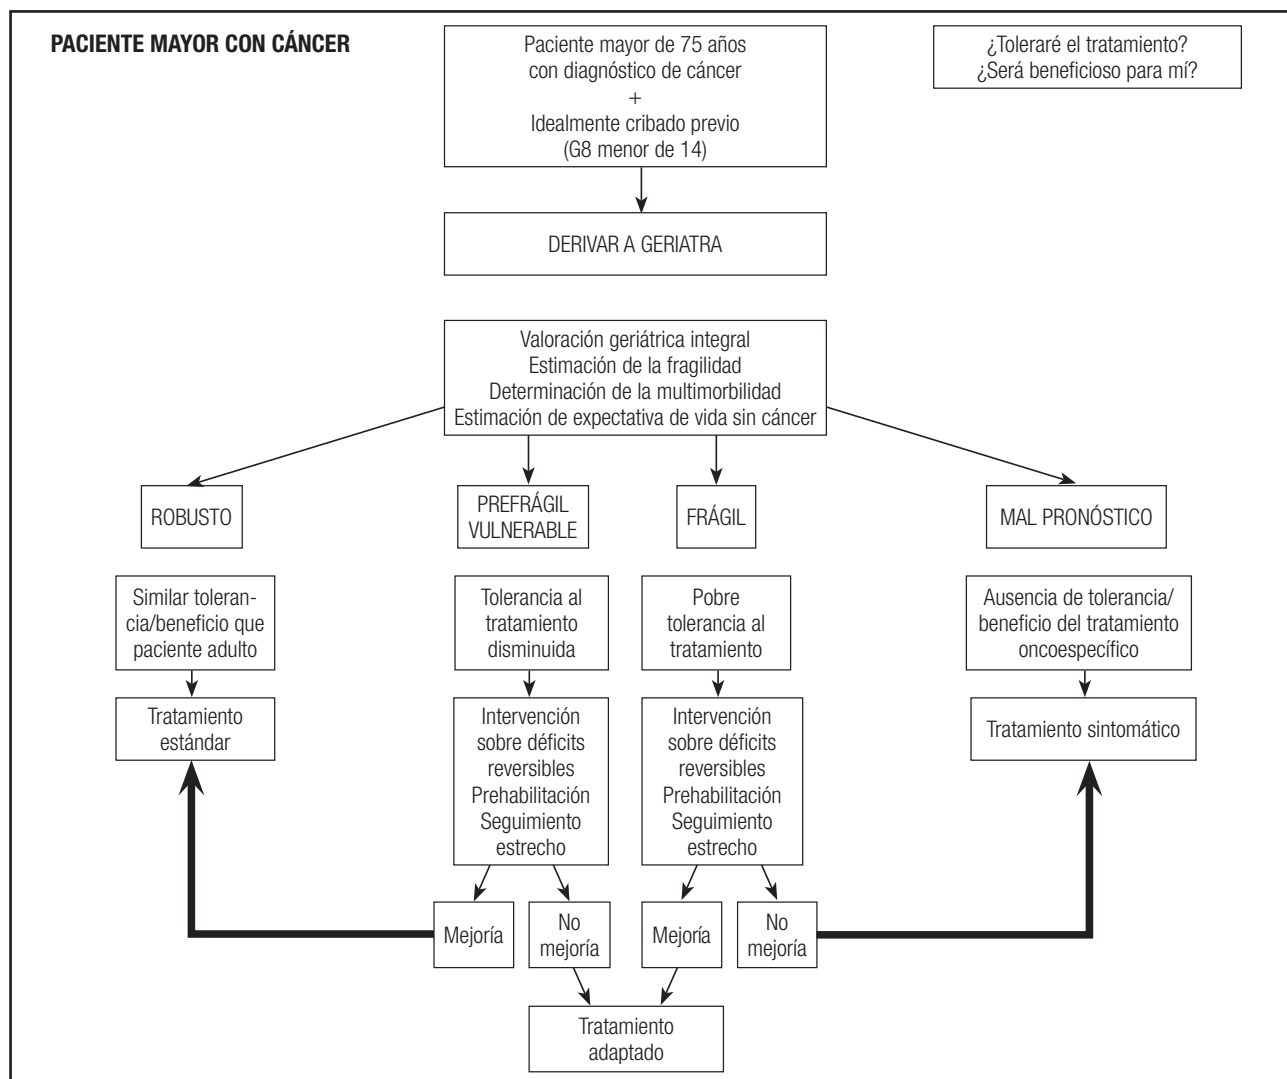 PACIENTE MAYOR CON CÁNCER
Paciente mayor de 75 años
con diagnóstico de cáncer
+
Idealmente cribado previo
(G8 menor de 14)
¿Toleraré el tratamiento?
¿Será beneficioso para mí?
DERIVAR A GERIATRA
Valoración geriátrica integral
Estimación de la fragilidad
Determinación de la multimorbilidad
Estimación de expectativa de vida sin cáncer
ROBUSTO
PREFRÁGIL
VULNERABLE
FRÁGIL
MAL PRONÓSTICO
Similar toleran-
cia/beneficio que
paciente adulto
Tolerancia al
tratamiento
disminuida
Pobre
tolerancia al
tratamiento
Ausencia de tolerancia/
beneficio del tratamiento
oncoespecífico
Tratamiento
estándar
Intervención
sobre déficits
reversibles
Prehabilitación
Seguimiento
estrecho
Intervención
sobre déficits
reversibles
Prehabilitación
Seguimiento
estrecho
Tratamiento sintomático
Mejoría
No
mejoría
Mejoría
No
mejoría
Tratamiento
adaptado